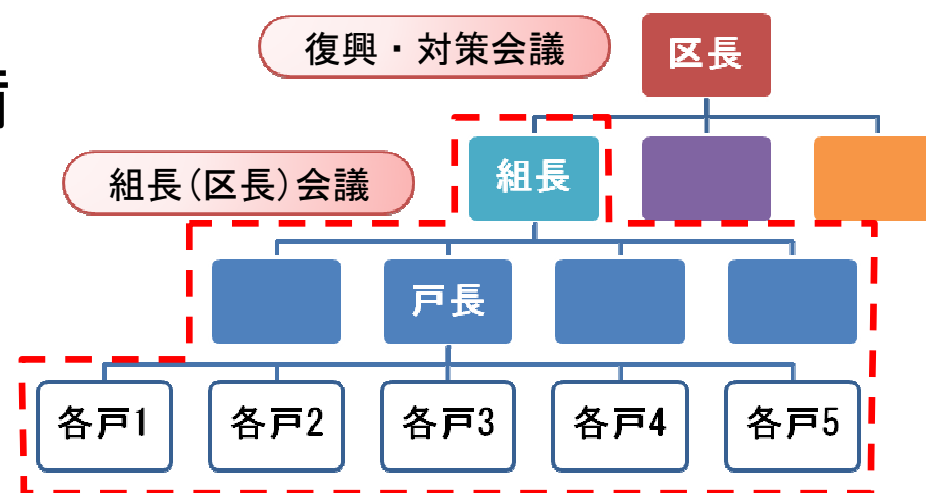 復興・対策会議
区長
組長
組長(区長)会議
戸長
各戸1
各戸2
各戸3
各戸4
各戸5